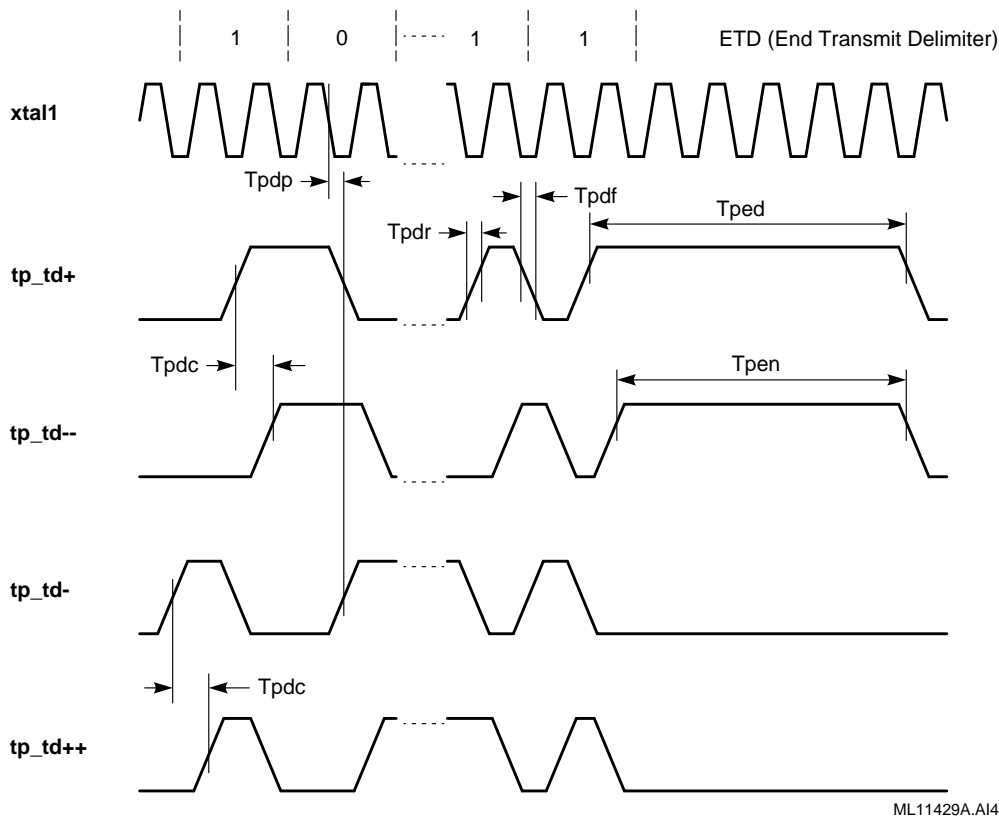 1 0 1 1 ETD (End Transmit Delimiter)
xtal1
Tpdp
Tpdf
Tpdr
Tped
tp_td+
Tpdc
Tpen
tp_td--
tp_td-
Tpdc
tp_td++
ML11429A.AI4